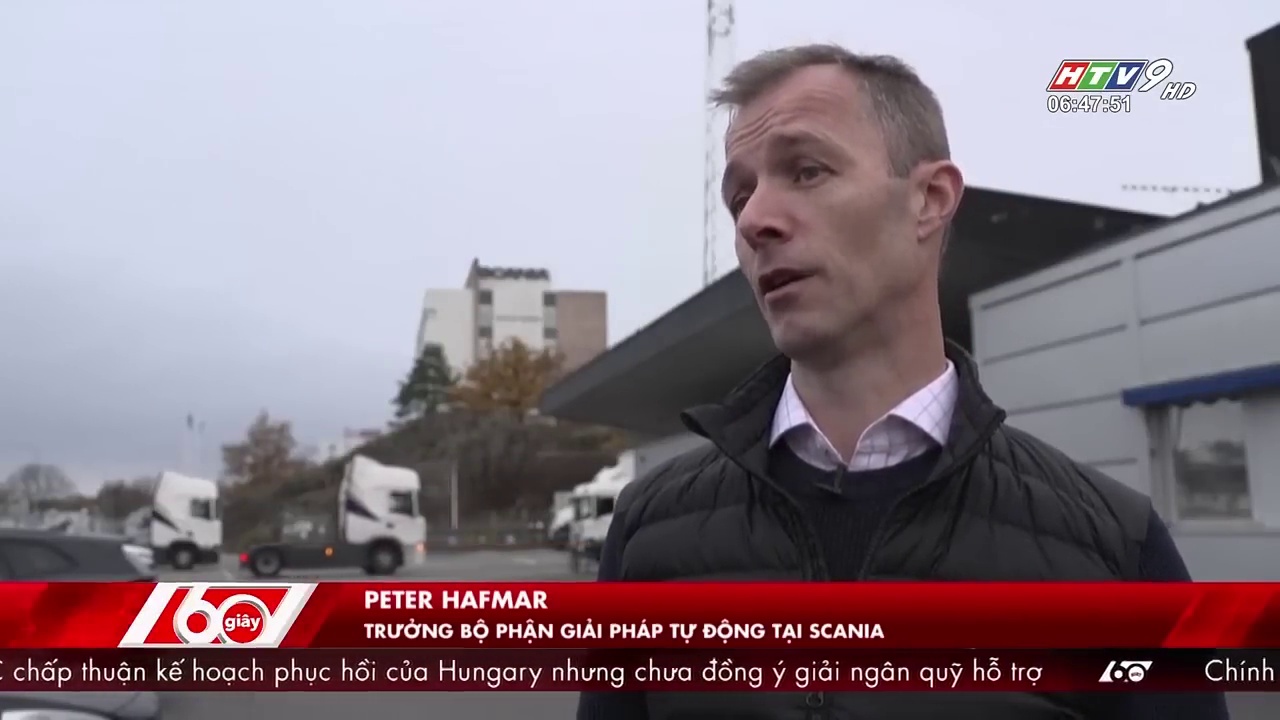 HTV9 HD
06:47:51
SCANIA
60 giây
PETER HAFMAR
TRƯỞNG BỘ PHẬN GIẢI PHÁP TỰ ĐỘNG TẠI SCANIA
C chấp thuận kế hoạch phục hồi của Hungary nhưng chưa đồng ý giải ngân quỹ hỗ trợ 60 Chính